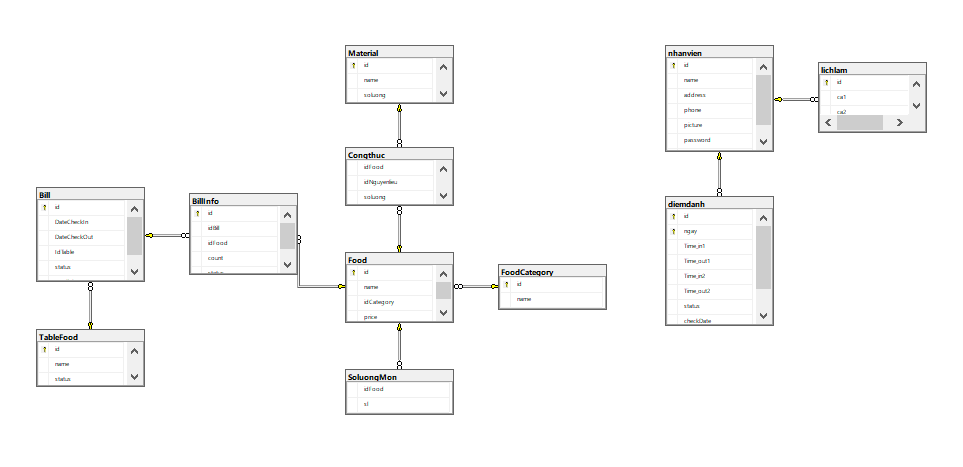 Material
id
name
soluong
nhanvien
id
name
address
phone
picture
password
lichlam
id
ca1
ca2
Congthuc
idFood
idNguyenlieu
soluong
Bill
id
DateCheckIn
DateCheckOut
IdTable
status
BillInfo
id
idBill
idFood
count
status
diemdanh
id
ngay
Time_in1
Time_out1
Time_in2
Time_out2
status
checkDate
Food
id
name
idCategory
price
FoodCategory
id
name
TableFood
id
name
status
SoluongMon
idFood
sl